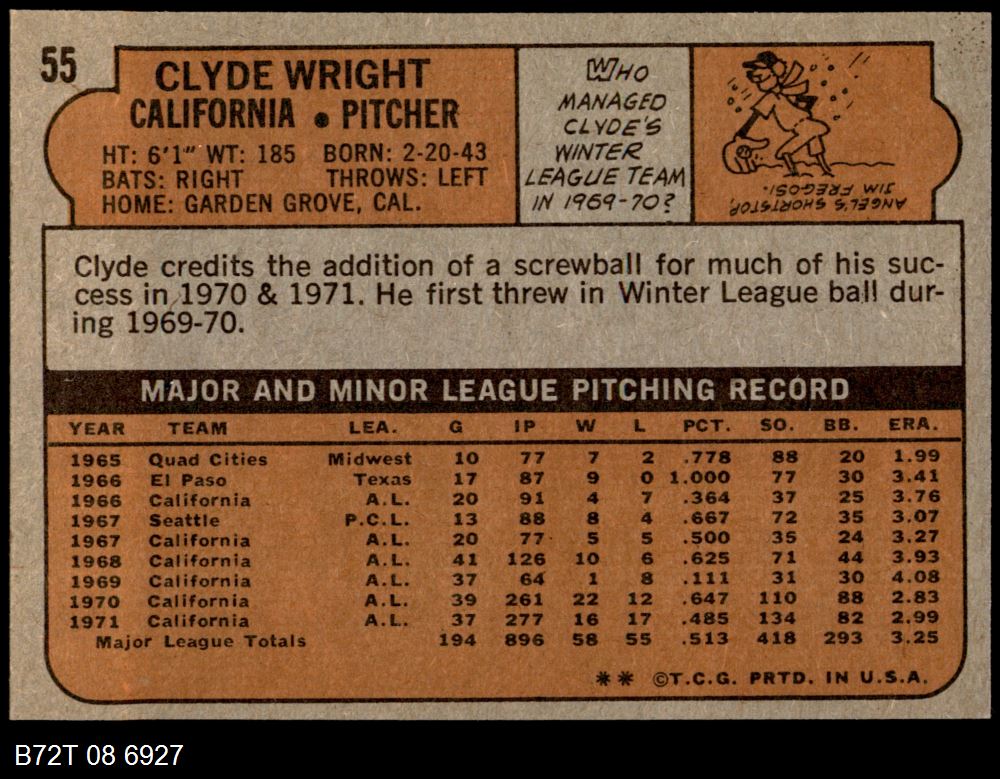 55
CLYDE WRIGHT
CALIFORNIA • PITCHER
HT: 6'1" WT: 185 BORN: 2-20-43
BATS: RIGHT THROWS: LEFT
HOME: GARDEN GROVE, CAL.
WHO
MANAGED
CLYDE'S
WINTER
LEAGUE TEAM
IN 1969-70?
ANGEL'S SHORTSTOP,
JIM FREGOSI.
Clyde credits the addition of a screwball for much of his suc-
cess in 1970 & 1971. He first threw in Winter League ball dur-
ing 1969-70.
MAJOR AND MINOR LEAGUE PITCHING RECORD
YEAR TEAM LEA. G IP W L PCT. SO. BB. ERA.
1965 Quad Cities Midwest 10 77 7 2 .778 88 20 1.99
1966 El Paso Texas 17 87 9 0 1.000 77 30 3.41
1966 California A.L. 20 91 4 7 .364 37 25 3.76
1967 Seattle P.C.L. 13 88 8 4 .667 72 35 3.07
1967 California A.L. 20 77 5 5 .500 35 24 3.27
1968 California A.L. 41 126 10 6 .625 71 44 3.93
1969 California A.L. 37 64 1 8 .111 31 30 4.08
1970 California A.L. 39 261 22 12 .647 110 88 2.83
1971 California A.L. 37 277 16 17 .485 134 82 2.99
Major League Totals 194 896 58 55 .513 418 293 3.25
** ©T.C.G. PRTD. IN U.S.A.
B72T 08 6927